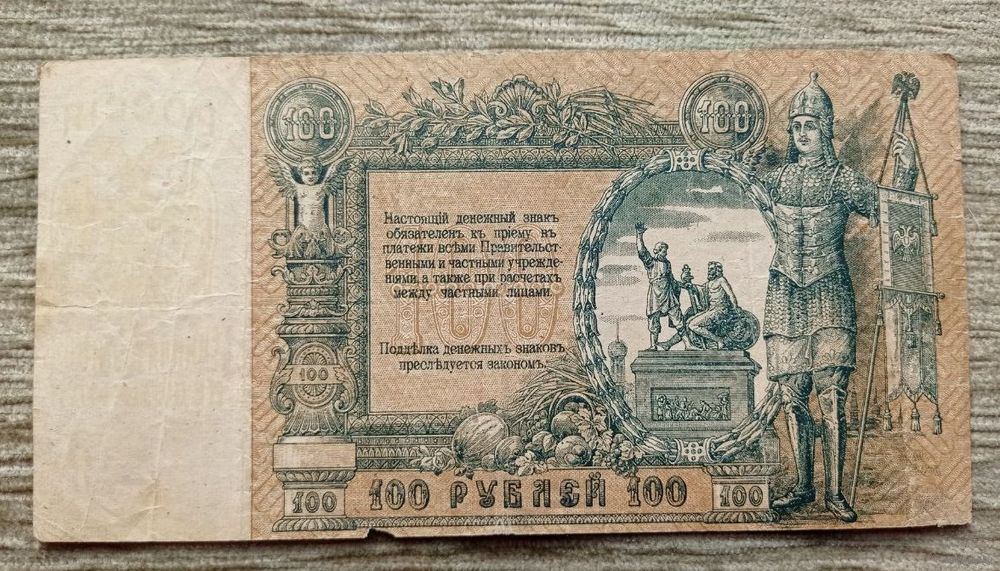 100 100
Настоящій денежный знакъ
обязателенъ къ пріему въ
платежи всѣми Правительст-
венными и частными учрежде-
ніями, а также при расчетахъ
между частными лицами.
100
Поддѣлка денежныхъ знаковъ
преслѣдуется закономъ.
100
100 100 РУБЛЕЙ 100 100